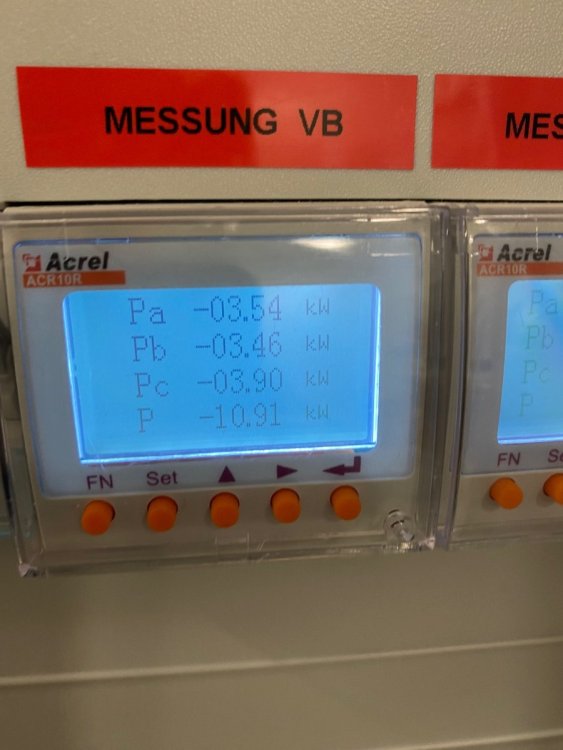 MESSUNG VB
MES
Acrel
ACR10R
Pa -03.54 kW
Pb -03.46 kW
Pc -03.90 kW
P -10.91 kW
FN Set
Acrel
ACR10R
Pa
Pb
Pc
P
FN Se